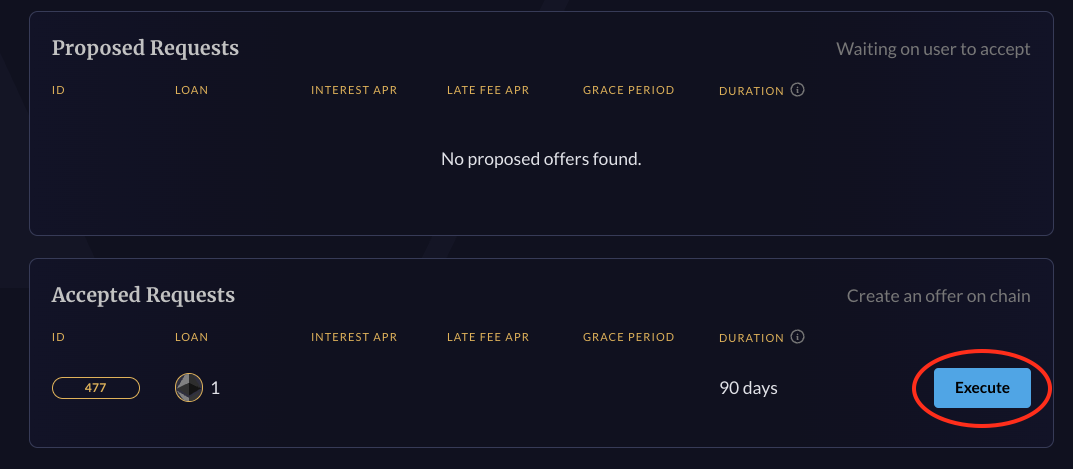 Proposed Requests
Waiting on user to accept
ID LOAN INTEREST APR LATE FEE APR GRACE PERIOD DURATION
No proposed offers found.
Accepted Requests
Create an offer on chain
ID LOAN INTEREST APR LATE FEE APR GRACE PERIOD DURATION
477 1 90 days Execute